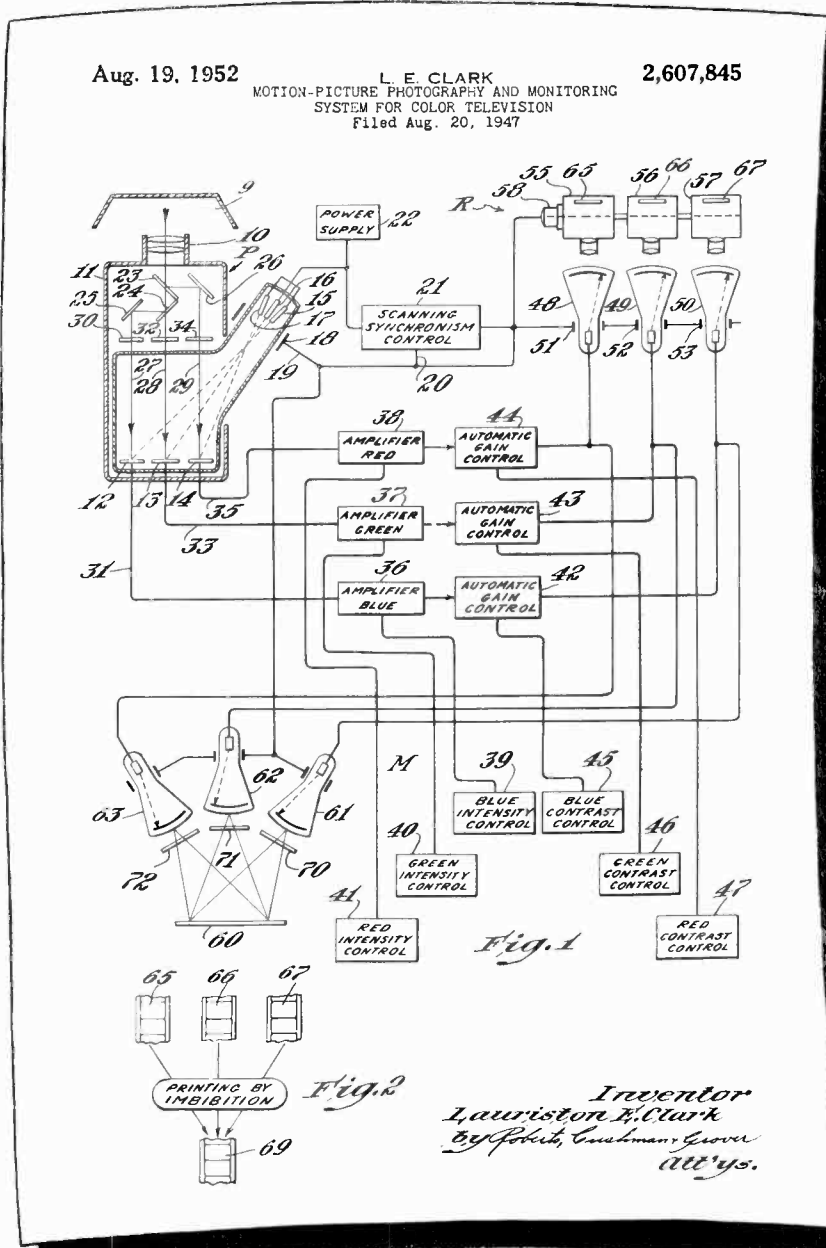 Aug. 19, 1952
L. E. CLARK
2,607,845
MOTION-PICTURE PHOTOGRAPHY AND MONITORING
SYSTEM FOR COLOR TELEVISION
Filed Aug. 20, 1947
9
10
P
11
23
24
25
26
30
32
34
27
28
29
12
13
14
35
33
31
16
15
17
18
19
20
POWER
SUPPLY
22
21
SCANNING
SYNCHRONISM
CONTROL
R
58
55
65
56
66
57
67
48
49
50
51
52
53
38
AMPLIFIER
RED
44
AUTOMATIC
GAIN
CONTROL
37
AMPLIFIER
GREEN
43
AUTOMATIC
GAIN
CONTROL
36
AMPLIFIER
BLUE
42
AUTOMATIC
GAIN
CONTROL
63
62
61
M
72
71
70
60
39
BLUE
INTENSITY
CONTROL
45
BLUE
CONTRAST
CONTROL
40
GREEN
INTENSITY
CONTROL
46
GREEN
CONTRAST
CONTROL
41
RED
INTENSITY
CONTROL
47
RED
CONTRAST
CONTROL
Fig.1
65
66
67
PRINTING BY
IMBIBITION
Fig.2
69
Inventor
Lauriston E. Clark
by Roberts, Cushman & Grover
att'ys.